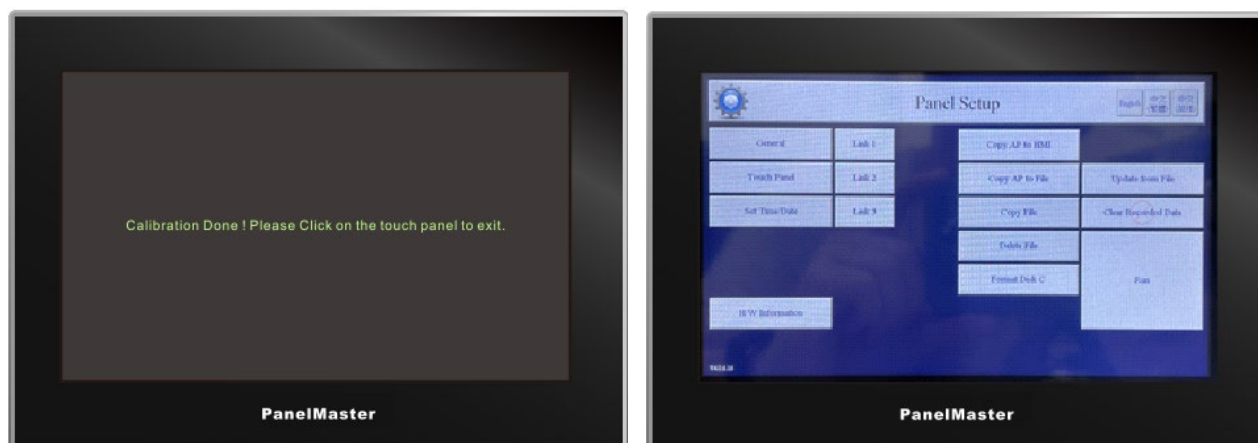 Calibration Done ! Please Click on the touch panel to exit.
PanelMaster
Panel Setup
English
General
Link 1
Copy AP to HMI
Touch Panel
Link 2
Copy AP to File
Update from File
Set Time/Date
Link 3
Copy File
Clear Recorded Data
Delete File
Format Disk C
Run
H/W Information
PanelMaster